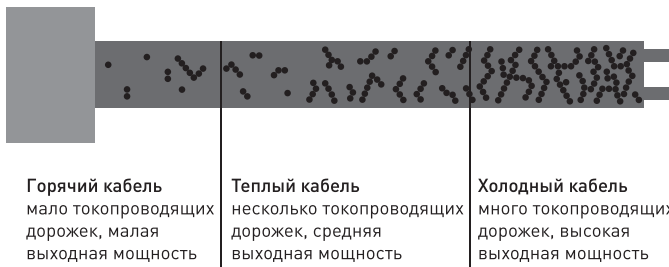 Горячий кабель
мало токопроводящих
дорожек, малая
выходная мощность
Теплый кабель
несколько токопроводящих
дорожек, средняя
выходная мощность
Холодный кабель
много токопроводящих
дорожек, высокая
выходная мощность